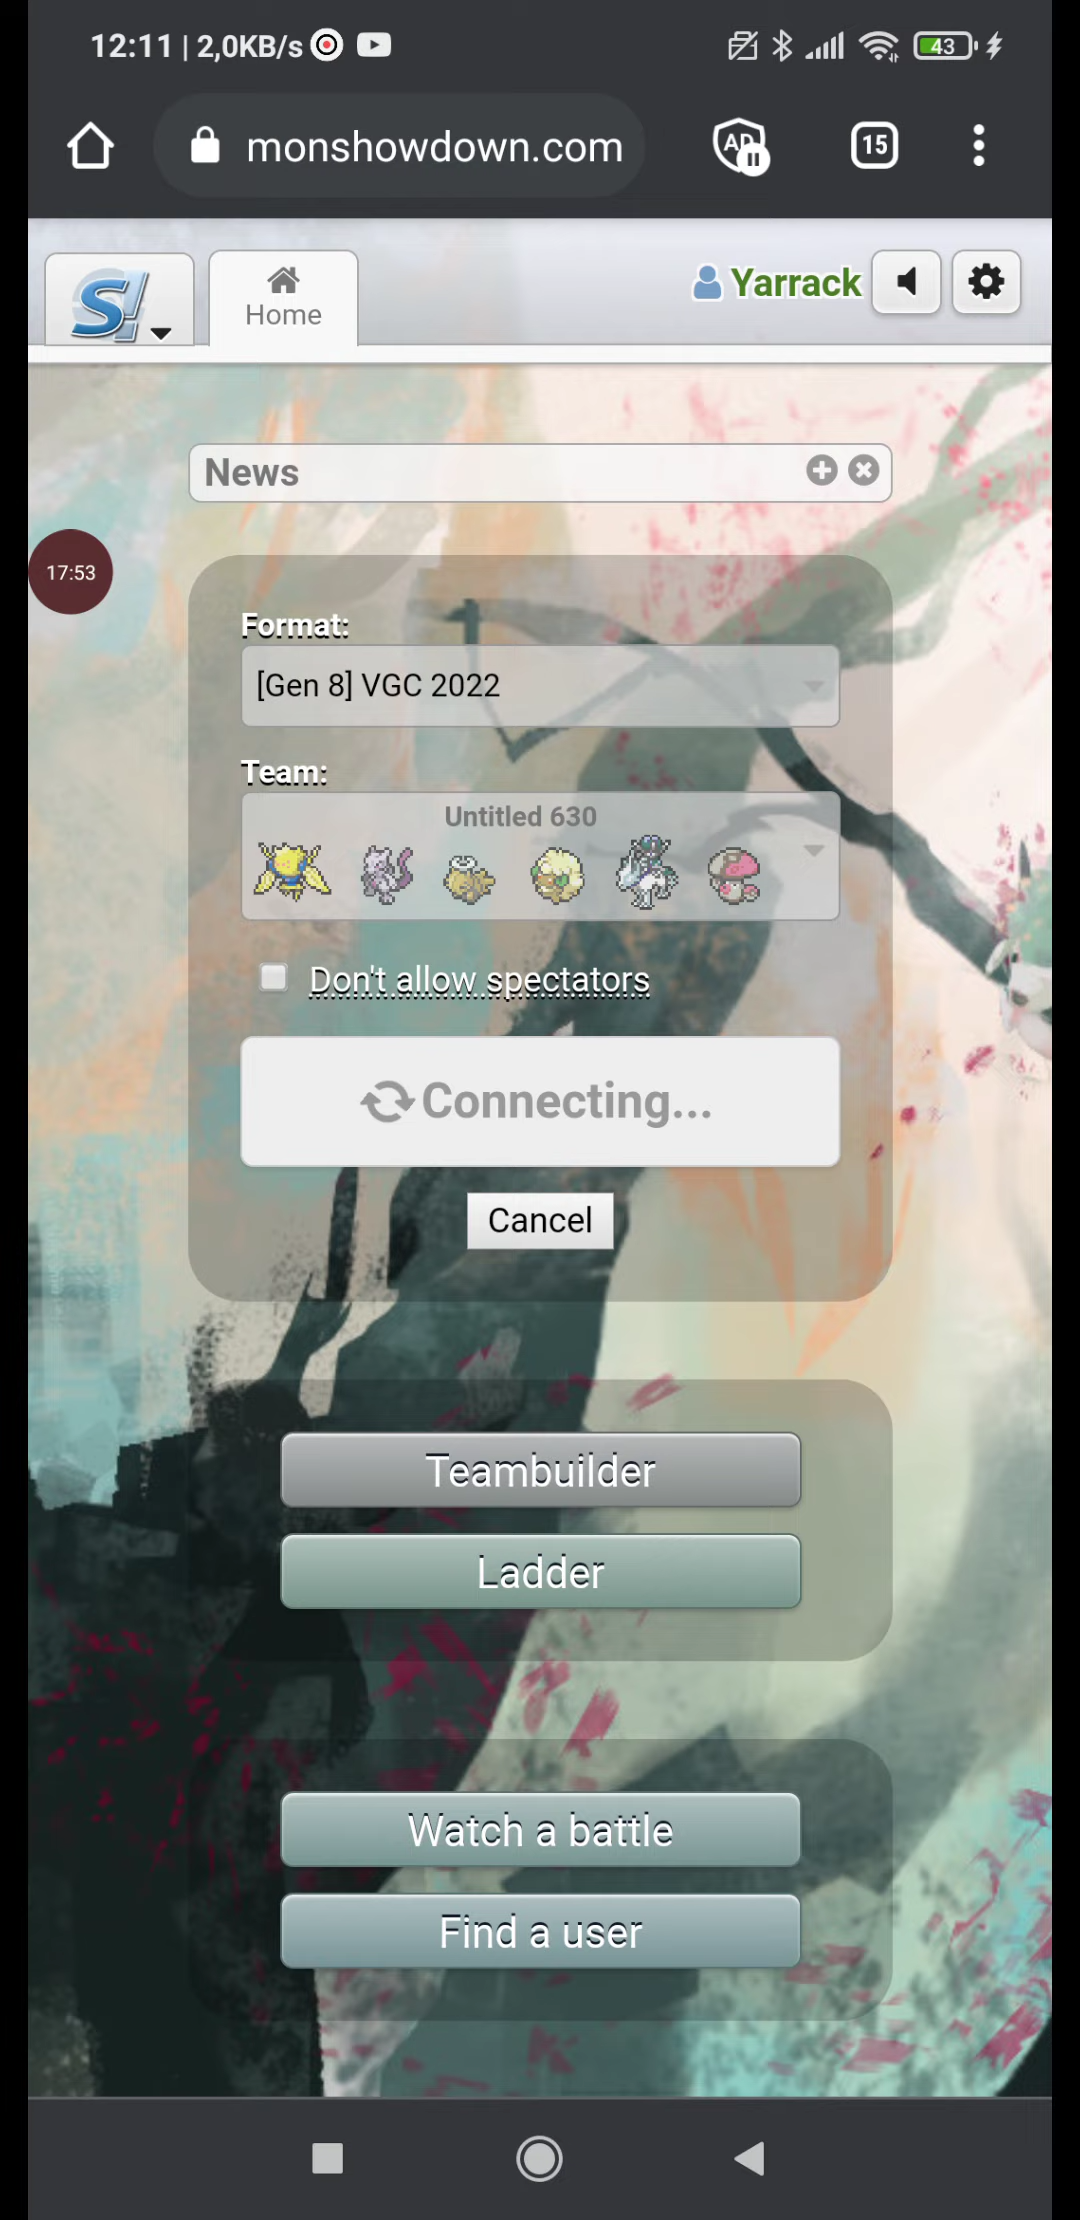 12:11 | 2,0KB/s
43
monshowdown.com
AD
15
S!
Home
Yarrack
News
17:53
Format:
[Gen 8] VGC 2022
Team:
Untitled 630
Don't allow spectators
Connecting...
Cancel
Teambuilder
Ladder
Watch a battle
Find a user